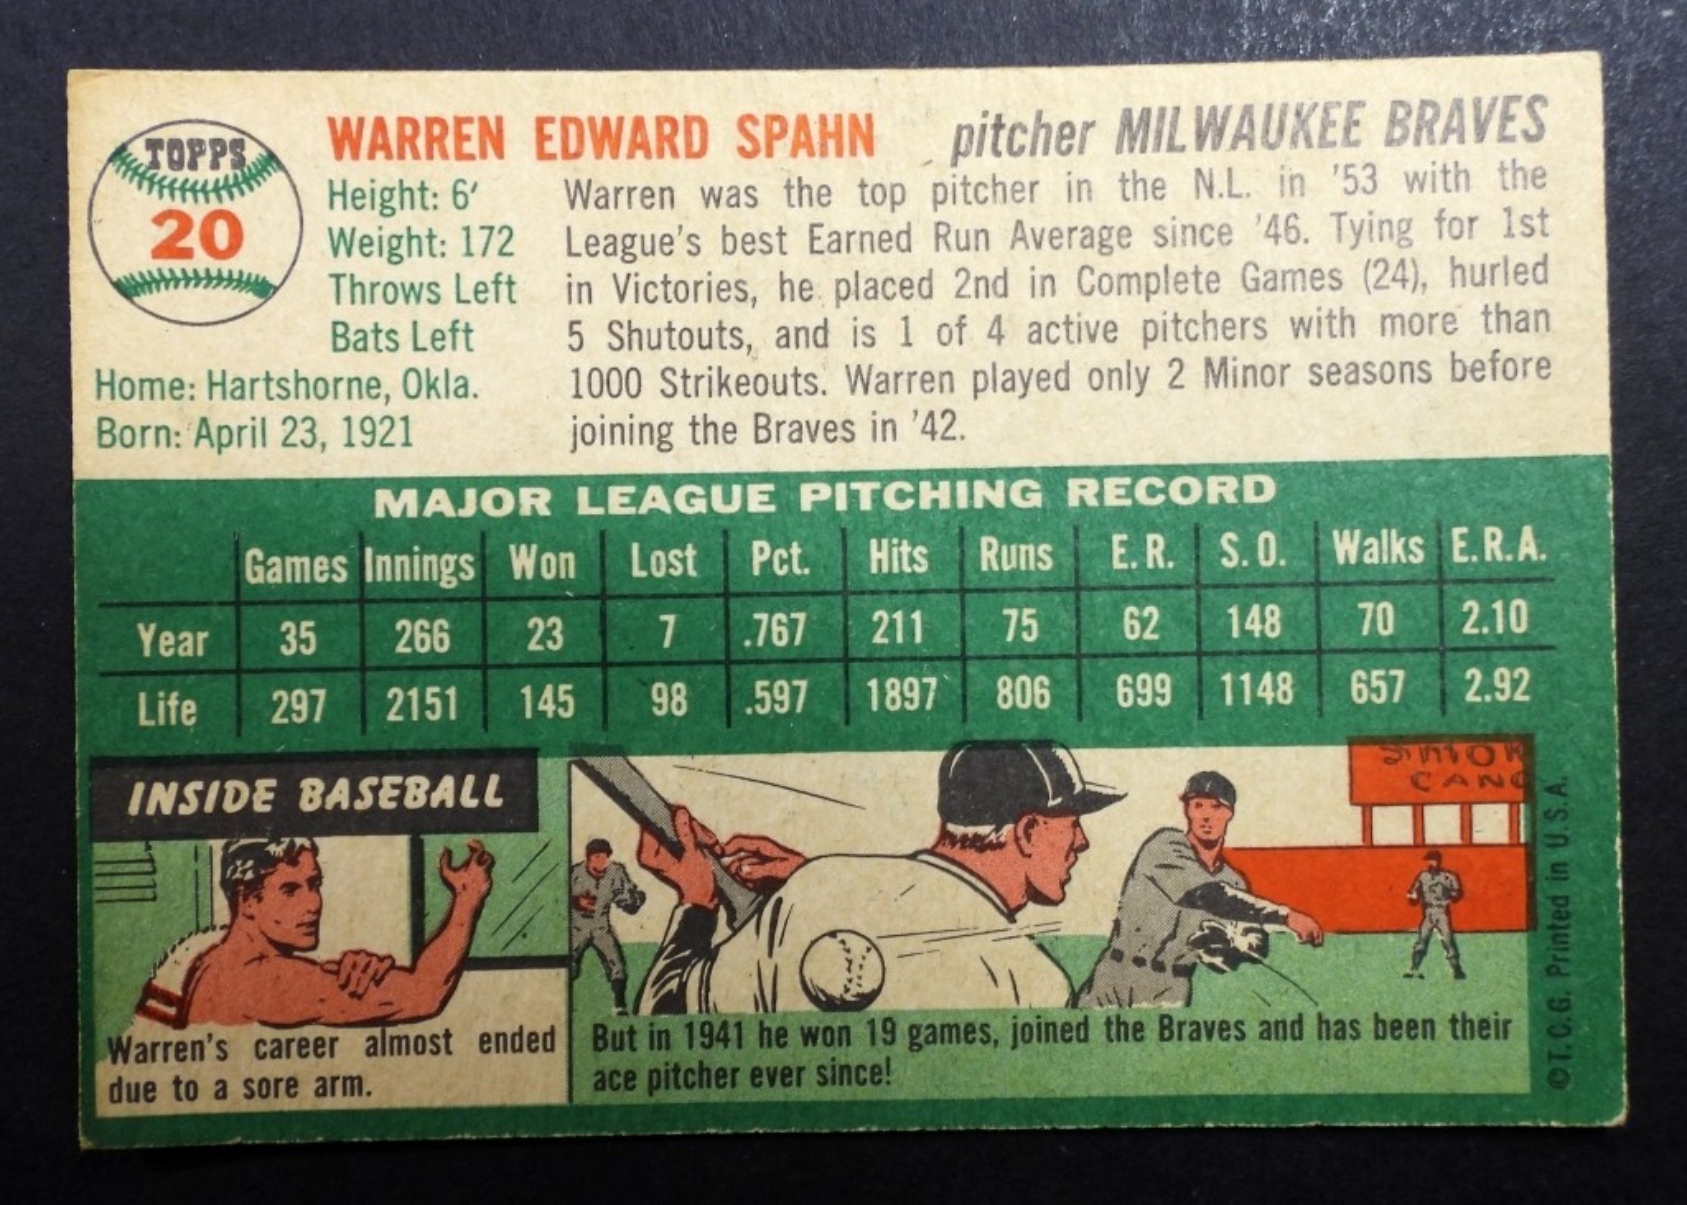 TOPPS
20
WARREN EDWARD SPAHN pitcher MILWAUKEE BRAVES
Height: 6'
Weight: 172
Throws Left
Bats Left
Home: Hartshorne, Okla.
Born: April 23, 1921
Warren was the top pitcher in the N.L. in '53 with the
League's best Earned Run Average since '46. Tying for 1st
in Victories, he placed 2nd in Complete Games (24), hurled
5 Shutouts, and is 1 of 4 active pitchers with more than
1000 Strikeouts. Warren played only 2 Minor seasons before
joining the Braves in '42.
MAJOR LEAGUE PITCHING RECORD
Games Innings Won Lost Pct. Hits Runs E. R. S. O. Walks E.R.A.
Year 35 266 23 7 .767 211 75 62 148 70 2.10
Life 297 2151 145 98 .597 1897 806 699 1148 657 2.92
INSIDE BASEBALL
Warren's career almost ended
due to a sore arm.
CANC
But in 1941 he won 19 games, joined the Braves and has been their
ace pitcher ever since!
©T.C.G. Printed in U.S.A.